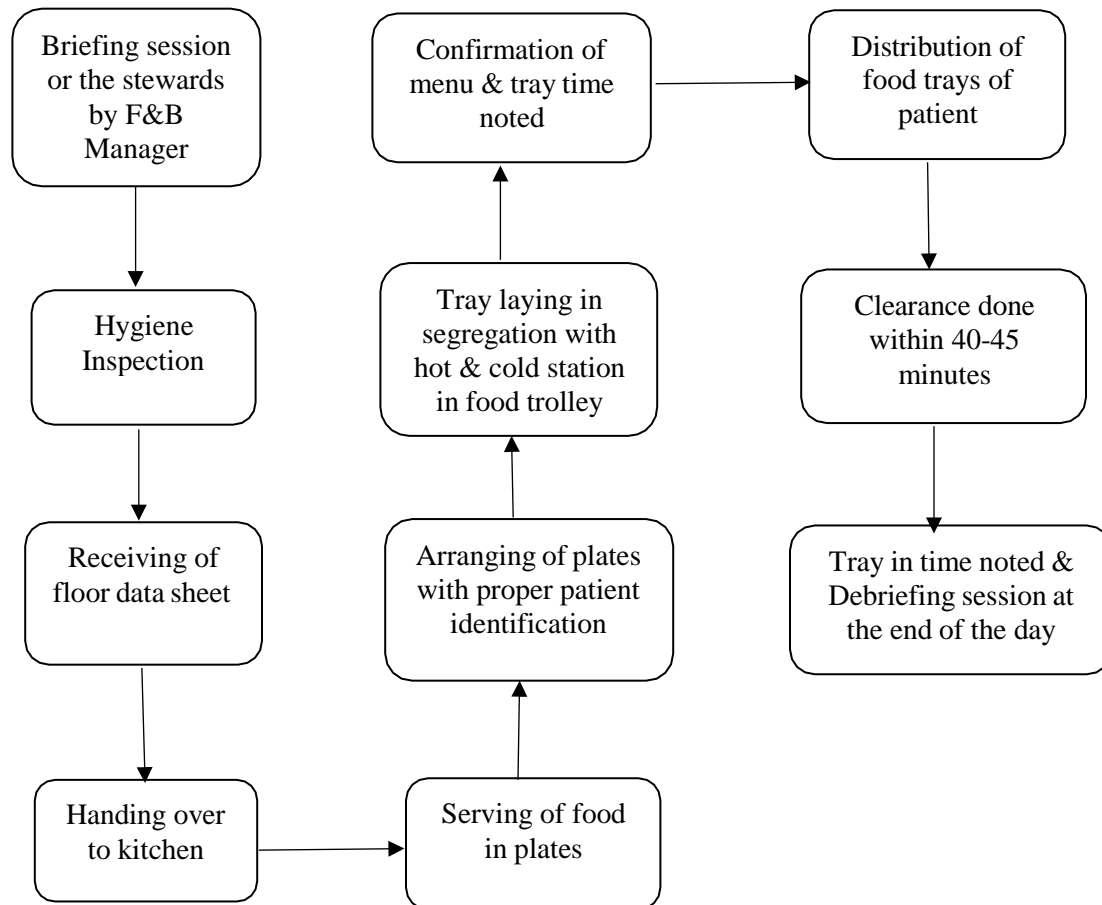 Briefing session
or the stewards
by F&B
Manager
Hygiene
Inspection
Receiving of
floor data sheet
Handing over
to kitchen
Serving of food
in plates
Arranging of plates
with proper patient
identification
Tray laying in
segregation with
hot & cold station
in food trolley
Confirmation of
menu & tray time
noted
Distribution of
food trays of
patient
Clearance done
within 40-45
minutes
Tray in time noted &
Debriefing session at
the end of the day